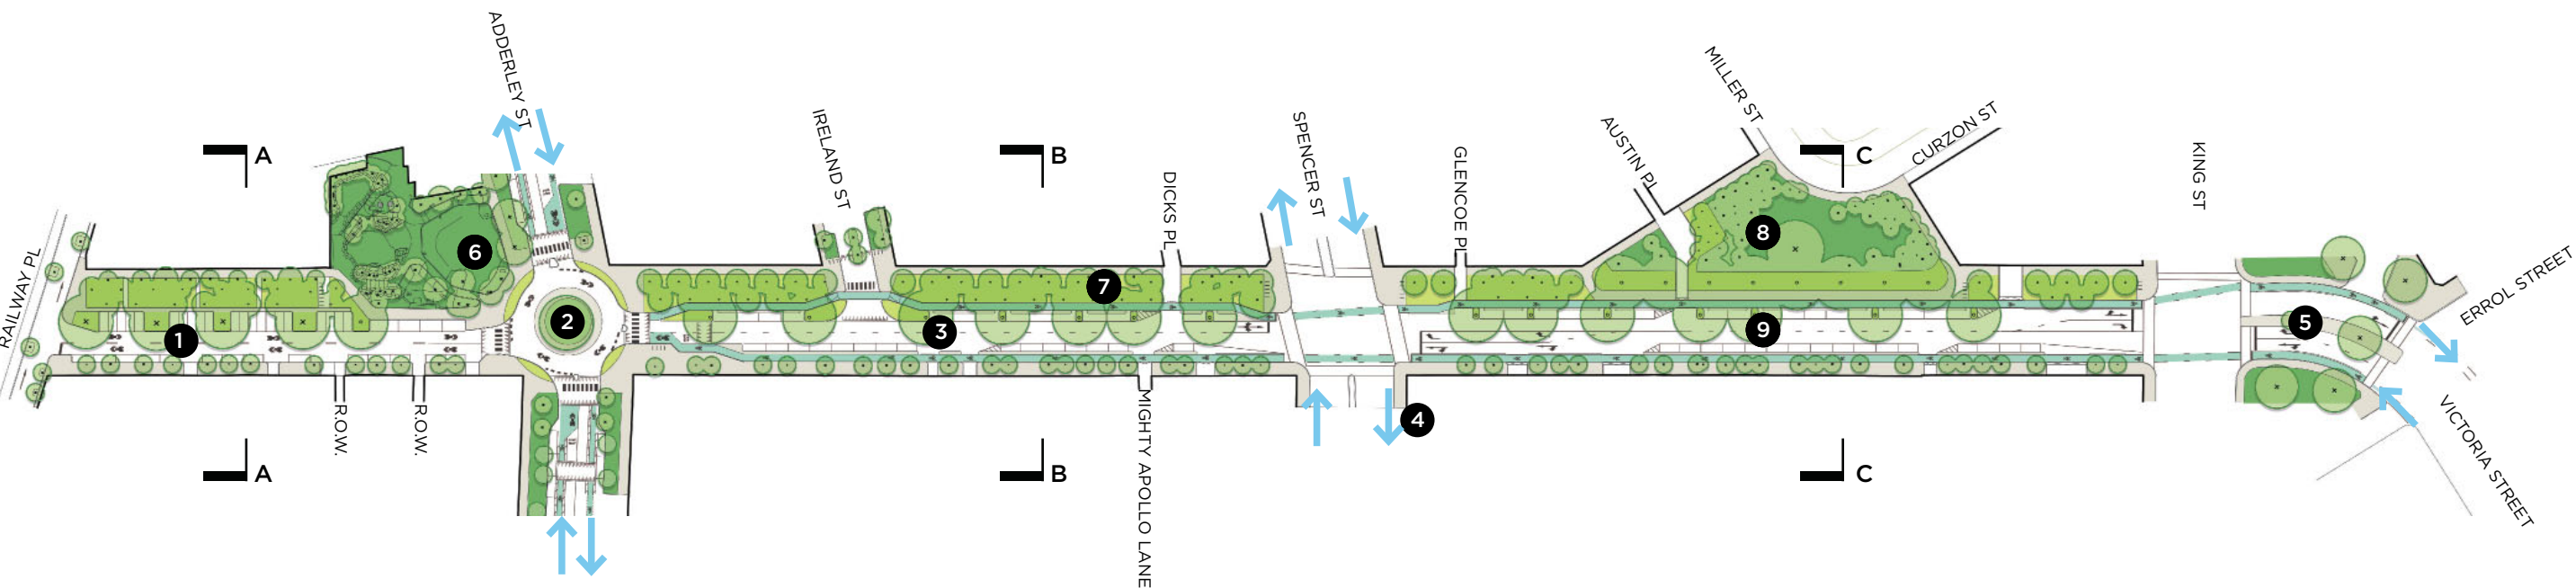 RAILWAY PL
A
A
1
R.O.W.
R.O.W.
6
ADDERLEY ST
2
IRELAND ST
3
B
B
7
DICKS PL
MIGHTY APOLLO LANE
SPENCER ST
4
GLENCOE PL
AUSTIN PL
MILLER ST
8
9
C
C
CURZON ST
KING ST
5
ERROL STREET
VICTORIA STREET